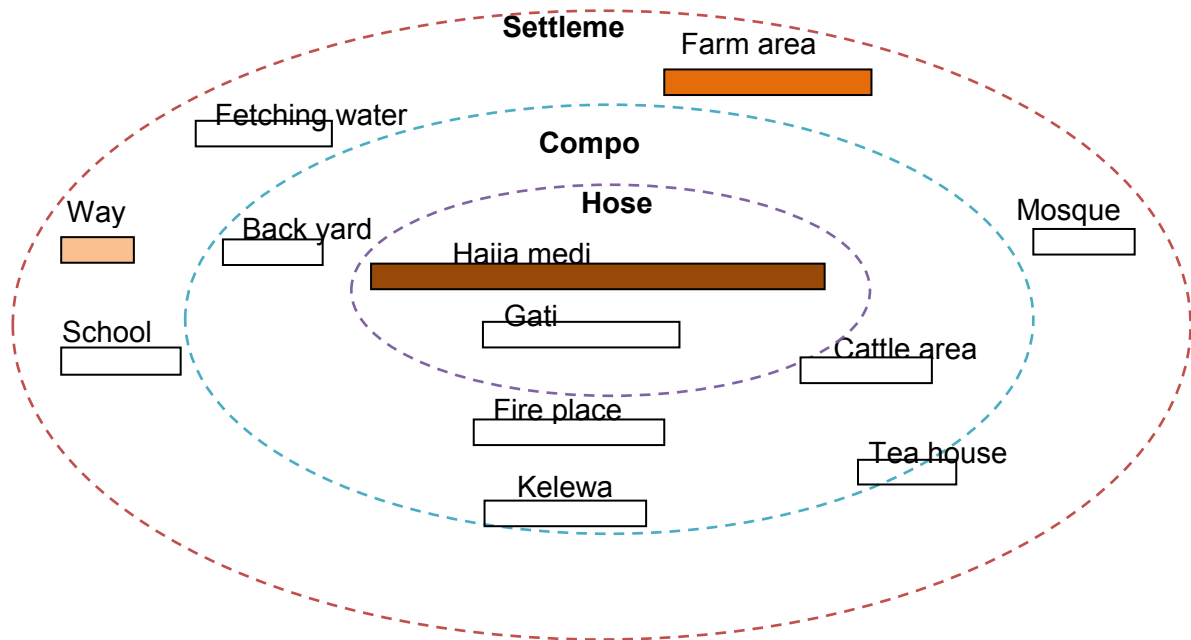 Settleme
Farm area
Fetching water
Compo
Hose
Way
Back yard
Mosque
Hajja medi
Gati
School
Cattle area
Fire place
Tea house
Kelewa